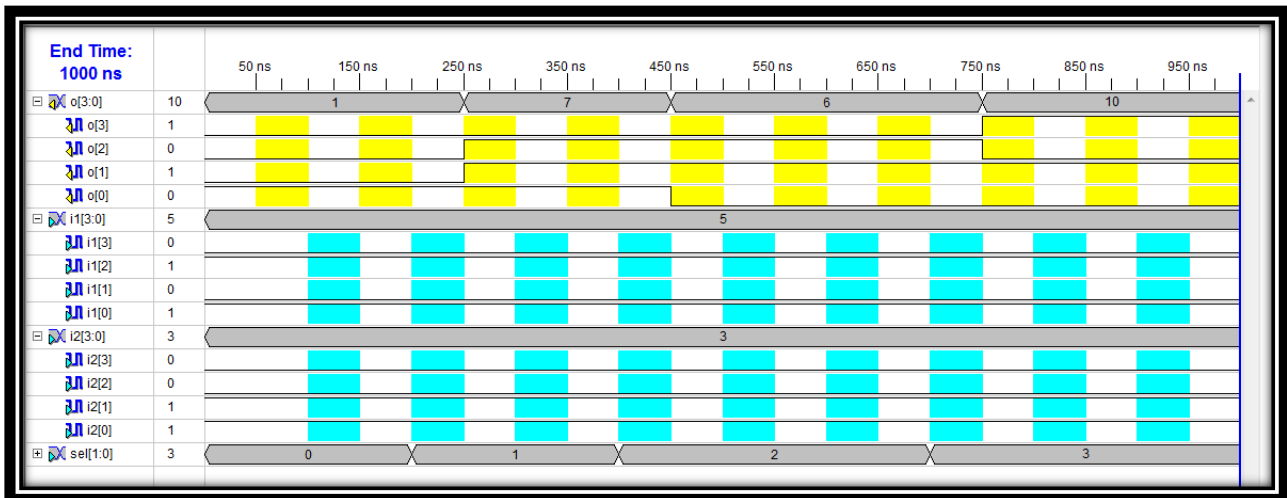 End Time:
1000 ns
50 ns 150 ns 250 ns 350 ns 450 ns 550 ns 650 ns 750 ns 850 ns 950 ns
o[3:0] 10 1 7 6 10
o[3] 1
o[2] 0
o[1] 1
o[0] 0
i1[3:0] 5 5
i1[3] 0
i1[2] 1
i1[1] 0
i1[0] 1
i2[3:0] 3 3
i2[3] 0
i2[2] 0
i2[1] 1
i2[0] 1
sel[1:0] 3 0 1 2 3